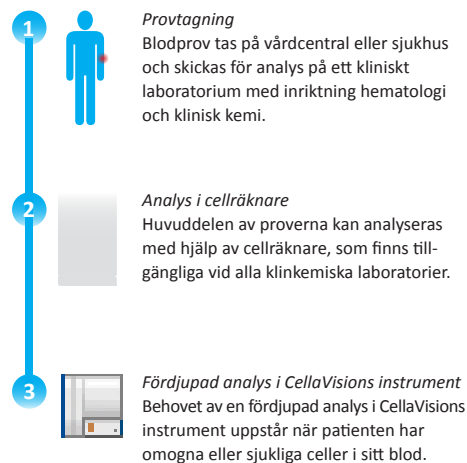 1
Provtagning
Blodprov tas på vårdcentral eller sjukhus
och skickas för analys på ett kliniskt
laboratorium med inriktning hematologi
och klinisk kemi.
2
Analys i cellräknare
Huvuddelen av proverna kan analyseras
med hjälp av cellräknare, som finns till-
gängliga vid alla klinkemiska laboratorier.
3
Fördjupad analys i CellaVisions instrument
Behovet av en fördjupad analys i CellaVisions
instrument uppstår när patienten har
omogna eller sjukliga celler i sitt blod.